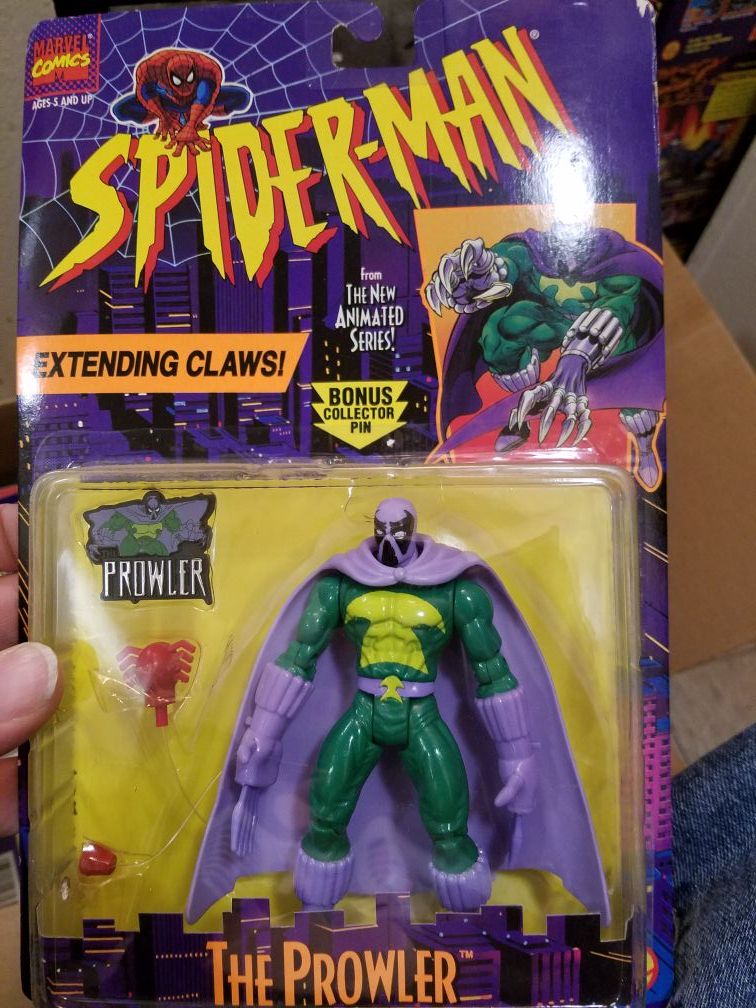 MARVEL®
COMICS
AGES 5 AND UP
SPIDER-MAN®
From
THE NEW
ANIMATED
SERIES!
EXTENDING CLAWS!
BONUS
COLLECTOR
PIN
THE
PROWLER
THE PROWLER™